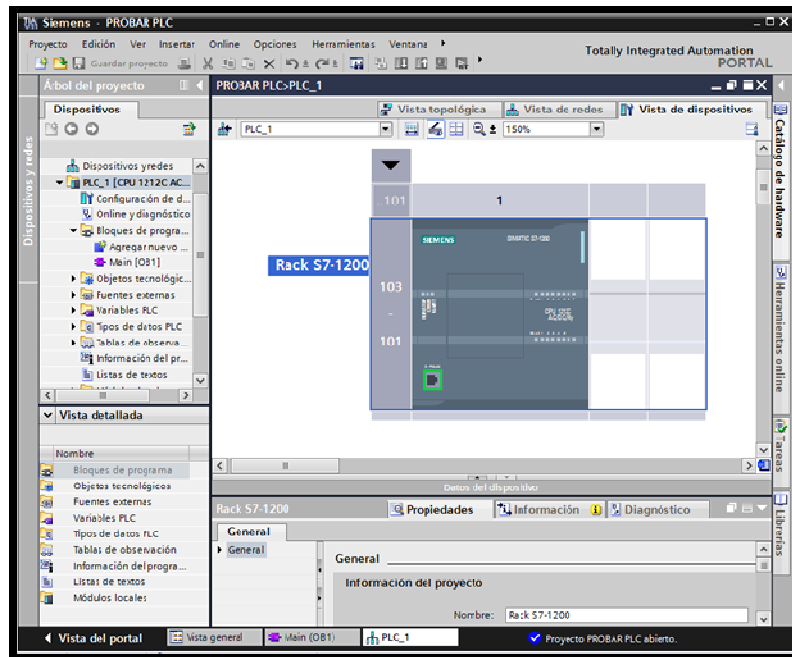 Siemens - PROBAR PLC
Proyecto Edición Ver Insertar Online Opciones Herramientas Ventana
Totally Integrated Automation
PORTAL
Guardar proyecto
Árbol del proyecto
PROBAR PLC>PLC_1
Dispositivos
Vista topológica
Vista de redes
Vista de dispositivos
PLC_1
150%
Dispositivos y redes
Dispositivos y redes
PLC_1 [CPU 1212C AC...
Configuración de d...
Online y diagnóstico
Bloques de progra...
Agregar nuevo ...
Main [OB1]
Objetos tecnológic...
Fuentes externas
Variables PLC
Tipos de datos PLC
Tablas de observa...
Información del pr...
Listas de textos
101
1
SIEMENS
SIMATIC S7-1200
Rack S7-1200
103
-
101
CPU 1212C
AC/DC/RLY
Catálogo de hardware
Herramientas online
Tareas
Librerías
Vista detallada
Nombre
Bloques de programa
Objetos tecnológicos
Fuentes externas
Variables PLC
Tipos de datos PLC
Tablas de observación
Información del progra...
Listas de textos
Módulos locales
Datos del dispositivo
Rack S7-1200
Propiedades
Información
Diagnóstico
General
General
General
Información del proyecto
Nombre: Rack S7-1200
Vista del portal
Vista general
Main (OB1)
PLC_1
Proyecto PROBAR PLC abierto.